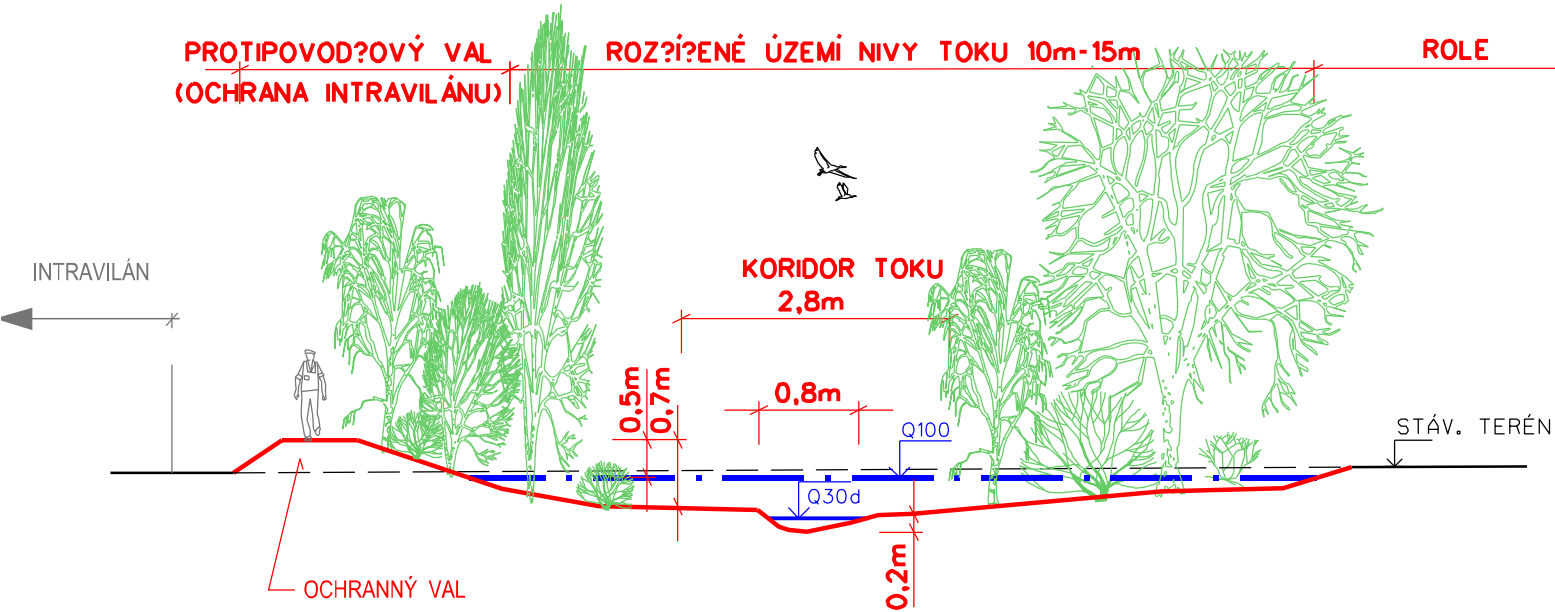 PROTIPOVOD?OVÝ VAL
(OCHRANA INTRAVILÁNU)
ROZ?Í?ENÉ ÚZEMÍ NIVY TOKU 10m-15m
ROLE
INTRAVILÁN
KORIDOR TOKU
2,8m
0,5m
0,7m
0,8m
Q100
STÁV. TERÉN
Q30d
0,2m
OCHRANNÝ VAL